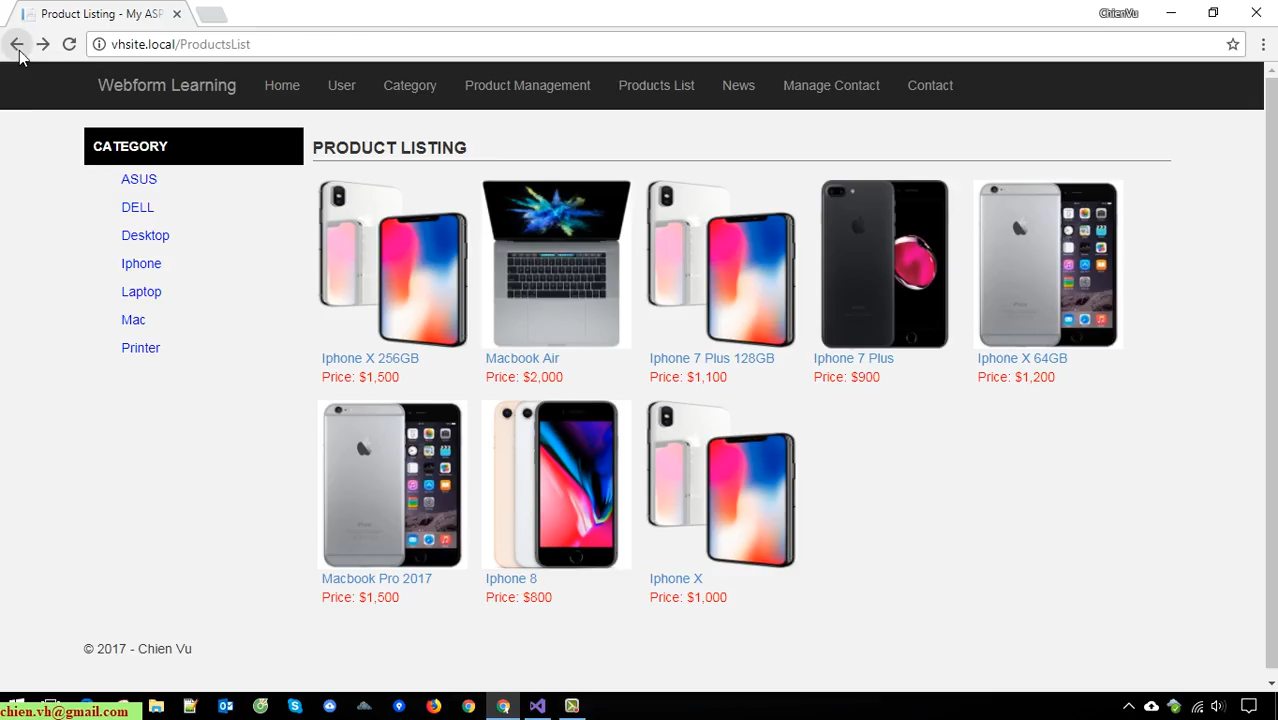 Product Listing - My ASP
ChienVu
vhsite.local/ProductsList
Webform Learning Home User Category Product Management Products List News Manage Contact Contact
CATEGORY
ASUS
DELL
Desktop
Iphone
Laptop
Mac
Printer
PRODUCT LISTING
Iphone X 256GB Macbook Air Iphone 7 Plus 128GB Iphone 7 Plus Iphone X 64GB
Price: $1,500 Price: $2,000 Price: $1,100 Price: $900 Price: $1,200
Macbook Pro 2017 Iphone 8 Iphone X
Price: $1,500 Price: $800 Price: $1,000
© 2017 - Chien Vu
chien.vh@gmail.com